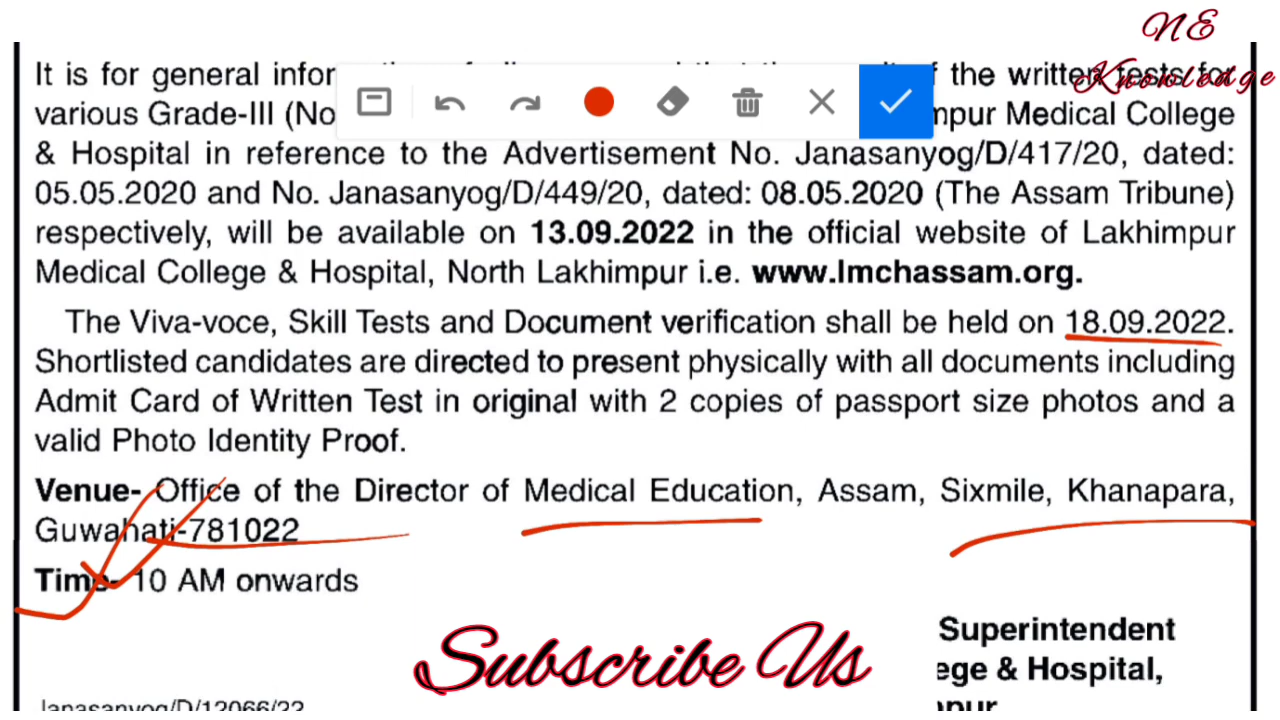 NE
Knowledge
It is for general the written tests for
various Grade-III Medical College
& Hospital in reference to the Advertisement No. Janasanyog/D/417/20, dated:
05.05.2020 and No. Janasanyog/D/449/20, dated: 08.05.2020 (The Assam Tribune)
respectively, will be available on 13.09.2022 in the official website of Lakhimpur
Medical College & Hospital, North Lakhimpur i.e. www.lmchassam.org.
The Viva-voce, Skill Tests and Document verification shall be held on 18.09.2022.
Shortlisted candidates are directed to present physically with all documents including
Admit Card of Written Test in original with 2 copies of passport size photos and a
valid Photo Identity Proof.
Venue- Office of the Director of Medical Education, Assam, Sixmile, Khanapara,
Guwahati-781022
Time- 10 AM onwards
Superintendent
& Hospital,
Subscribe Us
Janasanyog/D/12066/22